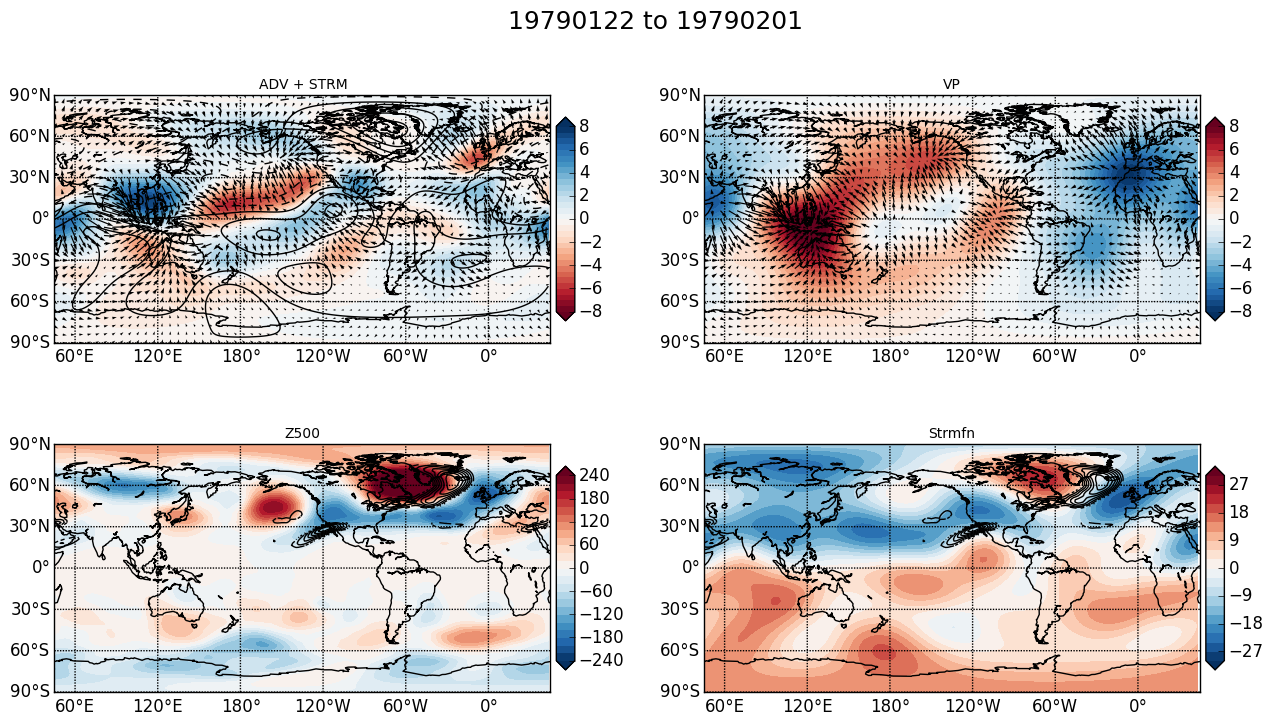 19790122 to 19790201
ADV + STRM
90°N
60°N
30°N
0°
30°S
60°S
90°S
60°E 120°E 180° 120°W 60°W 0°
8
6
4
2
0
−2
−4
−6
−8
VP
90°N
60°N
30°N
0°
30°S
60°S
90°S
60°E 120°E 180° 120°W 60°W 0°
8
6
4
2
0
−2
−4
−6
−8
Z500
90°N
60°N
30°N
0°
30°S
60°S
90°S
60°E 120°E 180° 120°W 60°W 0°
240
180
120
60
0
−60
−120
−180
−240
Strmfn
90°N
60°N
30°N
0°
30°S
60°S
90°S
60°E 120°E 180° 120°W 60°W 0°
27
18
9
0
−9
−18
−27